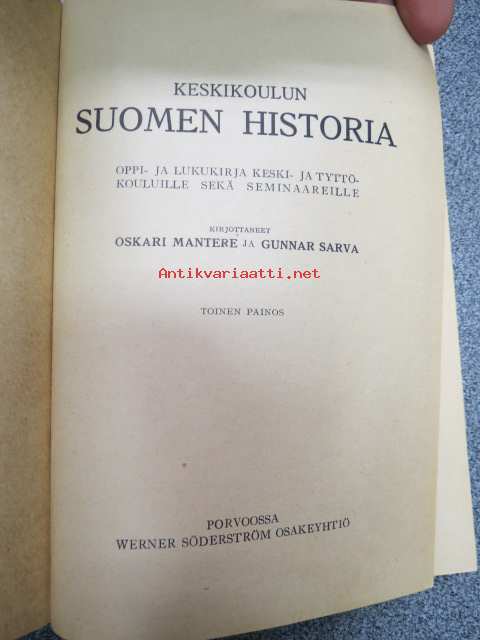 KESKIKOULUN
SUOMEN HISTORIA
OPPI- JA LUKUKIRJA KESKI- JA TYTTÖ-
KOULUILLE SEKÄ SEMINAAREILLE
KIRJOTTANEET
OSKARI MANTERE JA GUNNAR SARVA
Antikvariaatti.net
TOINEN PAINOS
PORVOOSSA
WERNER SÖDERSTRÖM OSAKEYHTIÖ